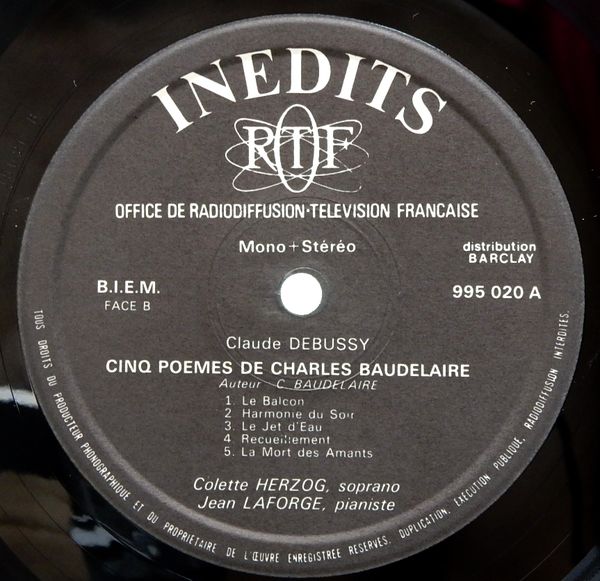 INEDITS
RTF
OFFICE DE RADIODIFFUSION-TELEVISION FRANCAISE
Mono + Stéréo
distribution
BARCLAY
B.I.E.M.
FACE B
995 020 A
Claude DEBUSSY
CINQ POEMES DE CHARLES BAUDELAIRE
Auteur C. BAUDELAIRE
1. Le Balcon
2 Harmonie du Soir
3. Le Jet d'Eau
4 Recueillement
5. La Mort des Amants
Colette HERZOG, soprano
Jean LAFORGE, pianiste
TOUS DROITS DU PRODUCTEUR PHONOGRAPHIQUE ET DU PROPRIETAIRE DE L'ŒUVRE ENREGISTREE RESERVES. DUPLICATION, EXECUTION PUBLIQUE, RADIODIFFUSION INTERDITES.